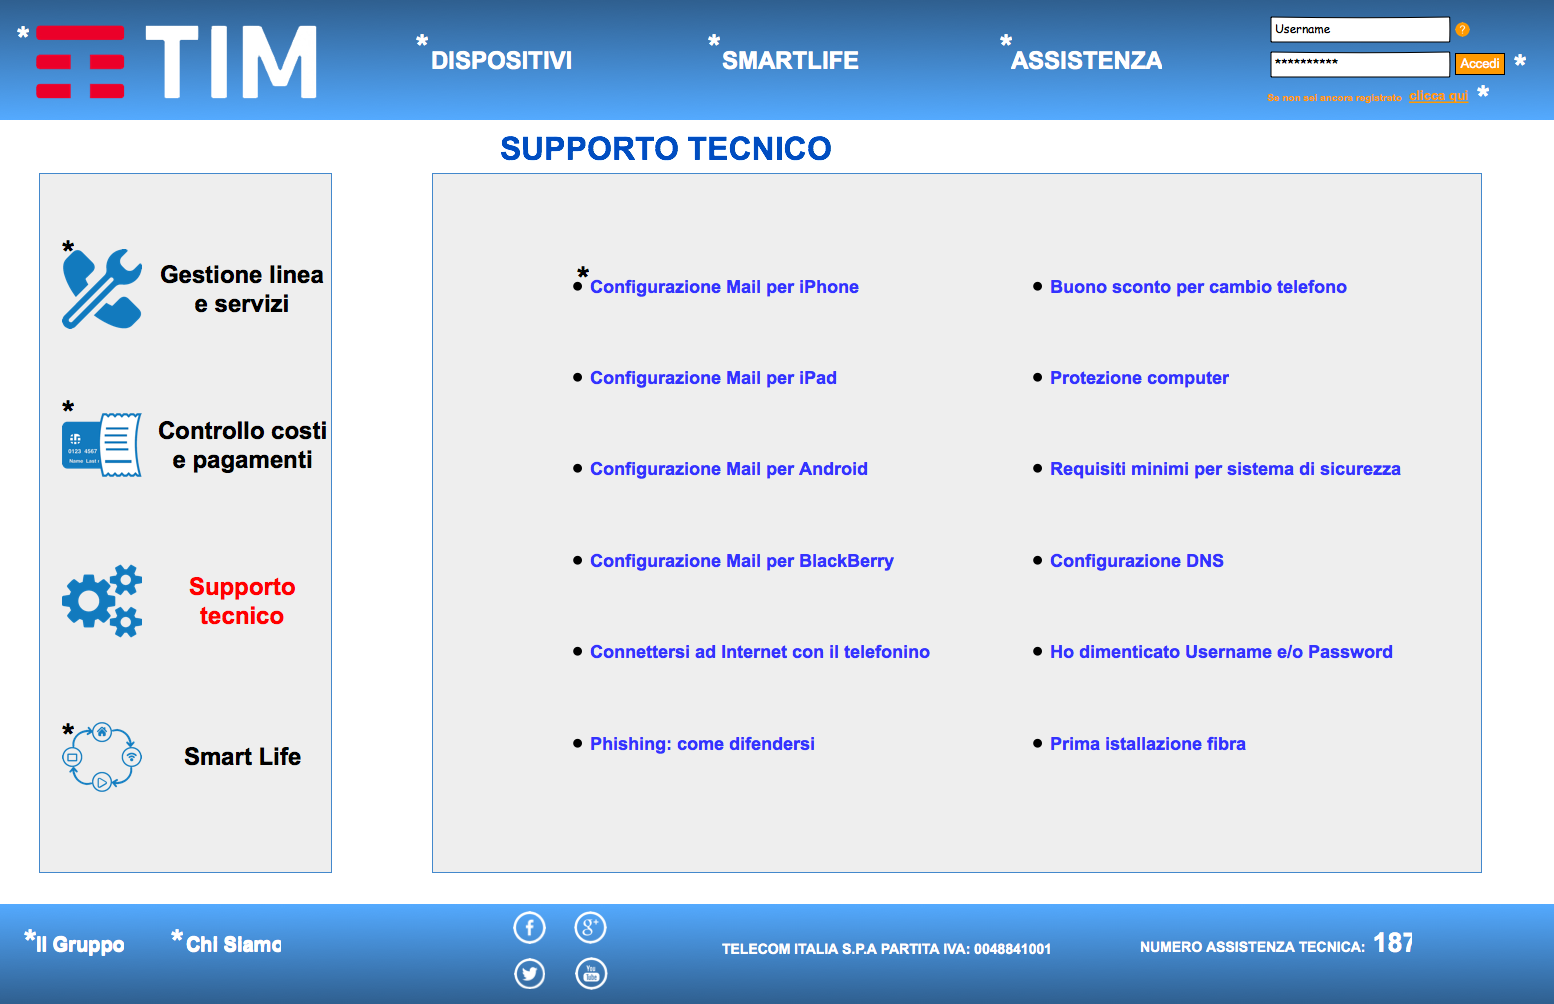 * TIM
* DISPOSITIVI
* SMARTLIFE
* ASSISTENZA
Username
?
**********
Accedi *
Se non sei ancora registrato clicca qui *
SUPPORTO TECNICO
*
Gestione linea
e servizi
*
0123 4567
Name Last
Controllo costi
e pagamenti
Supporto
tecnico
*
Smart Life
*
• Configurazione Mail per iPhone
• Configurazione Mail per iPad
• Configurazione Mail per Android
• Configurazione Mail per BlackBerry
• Connettersi ad Internet con il telefonino
• Phishing: come difendersi
• Buono sconto per cambio telefono
• Protezione computer
• Requisiti minimi per sistema di sicurezza
• Configurazione DNS
• Ho dimenticato Username e/o Password
• Prima istallazione fibra
*Il Gruppo
* Chi Siamo
f
g+
You
Tube
TELECOM ITALIA S.P.A PARTITA IVA: 0048841001
NUMERO ASSISTENZA TECNICA: 187